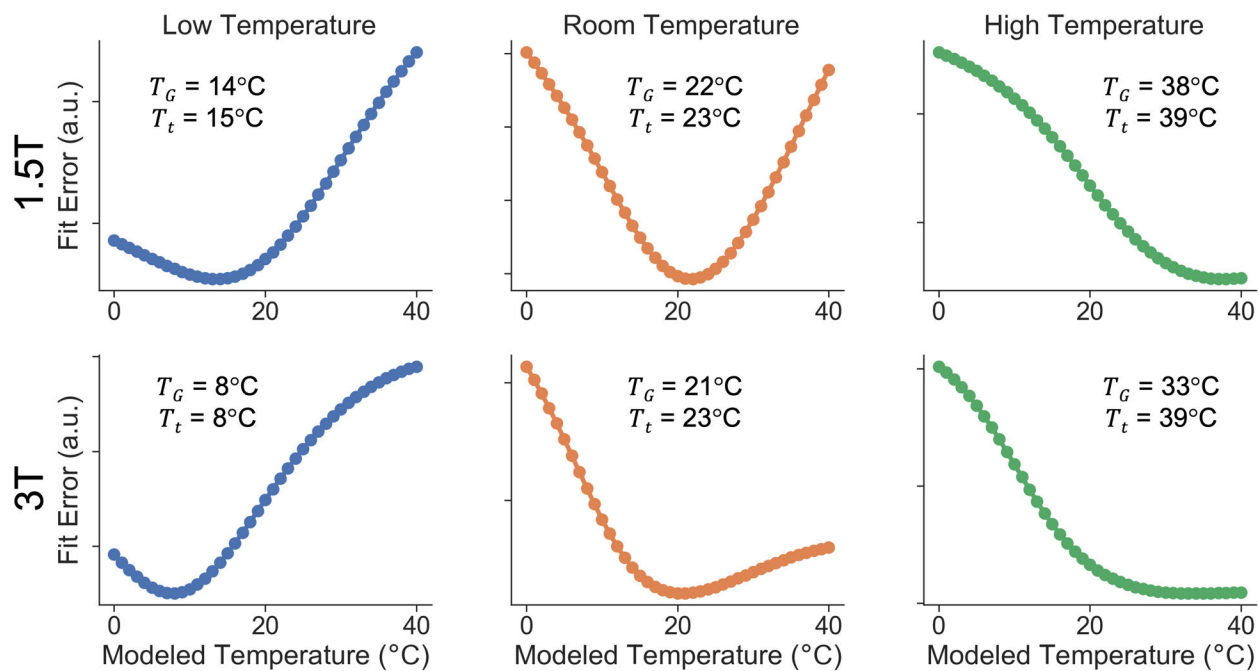 Low Temperature
Room Temperature
High Temperature
1.5T
Fit Error (a.u.)
T_G = 14°C
T_t = 15°C
T_G = 22°C
T_t = 23°C
T_G = 38°C
T_t = 39°C
0 20 40
0 20 40
0 20 40
3T
Fit Error (a.u.)
T_G = 8°C
T_t = 8°C
T_G = 21°C
T_t = 23°C
T_G = 33°C
T_t = 39°C
0 20 40
0 20 40
0 20 40
Modeled Temperature (°C)
Modeled Temperature (°C)
Modeled Temperature (°C)